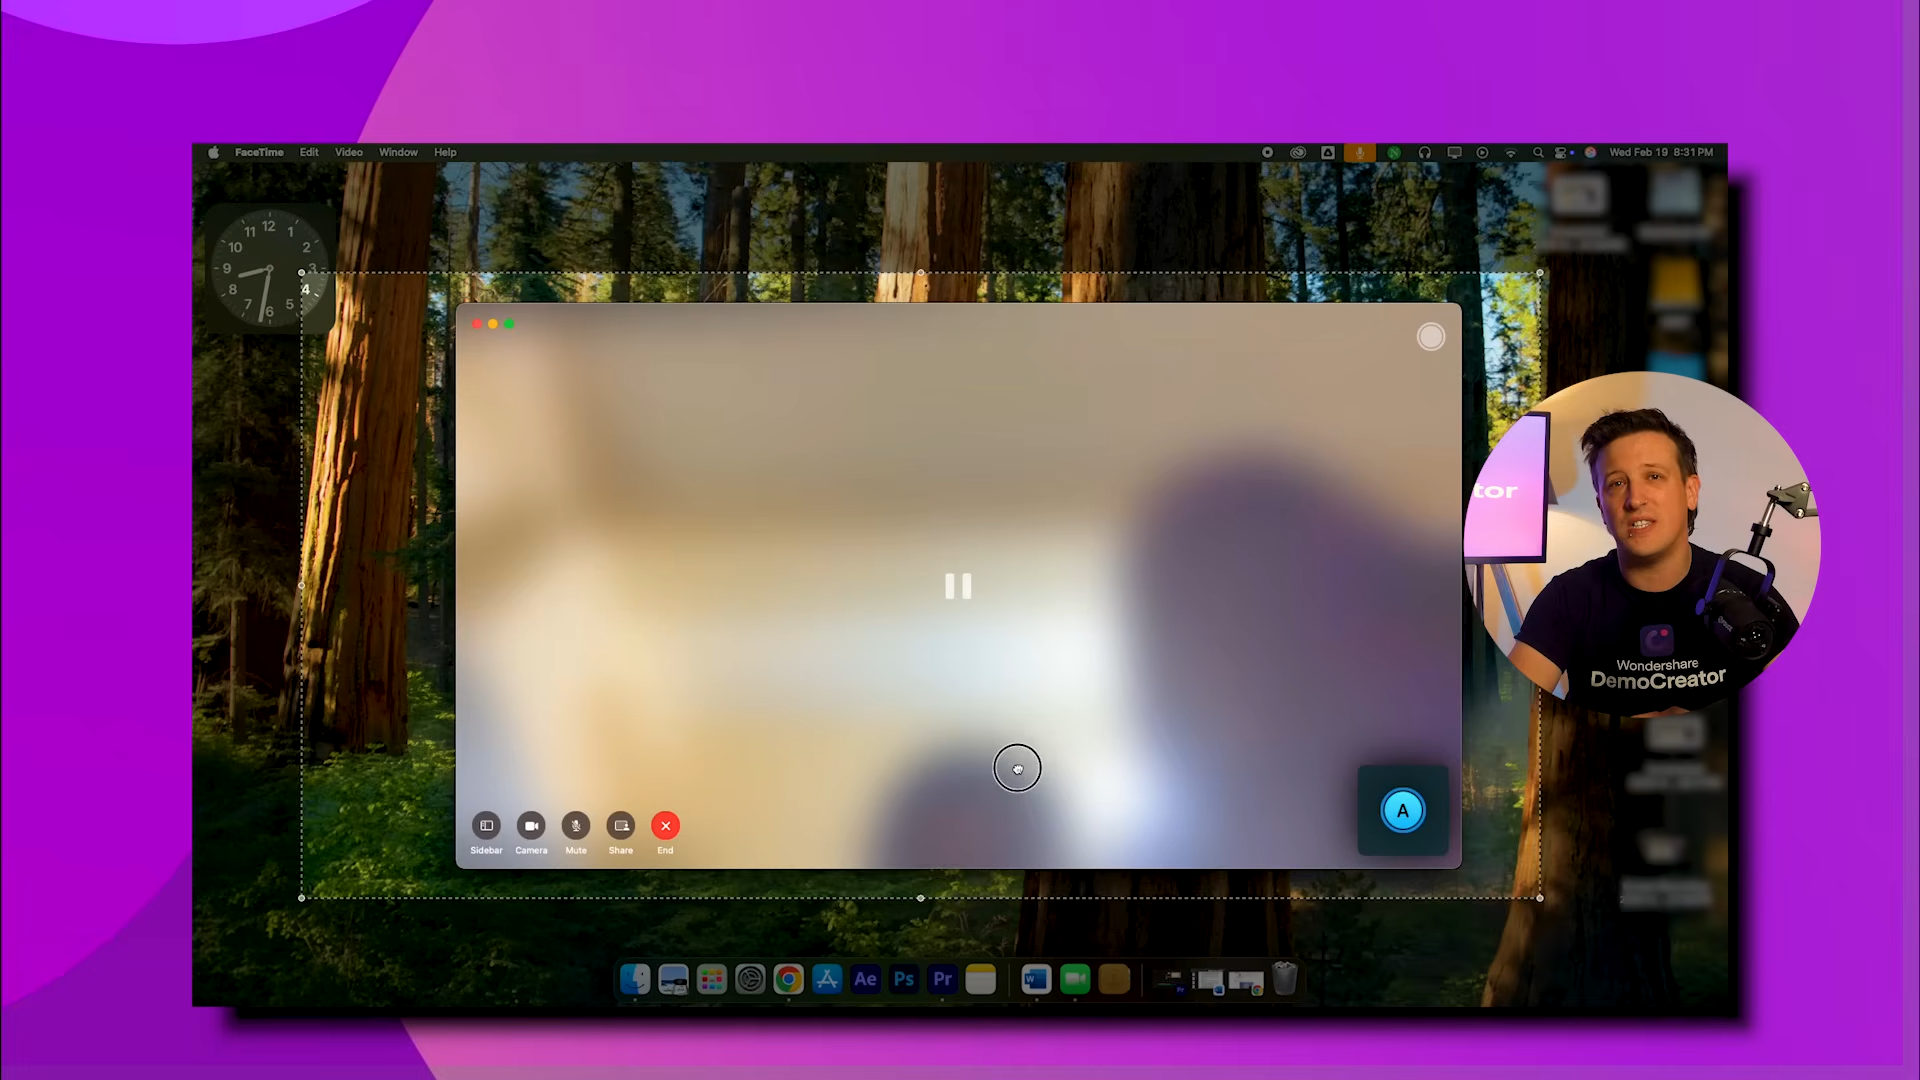 FaceTime Edit Video Window Help
Wed Feb 19 8:31 PM
12
11 1
10 2
9 3
8 4
7 5
6
tor
Wondershare
DemoCreator
A
Sidebar Camera Mute Share End
Ae Ps Pr W